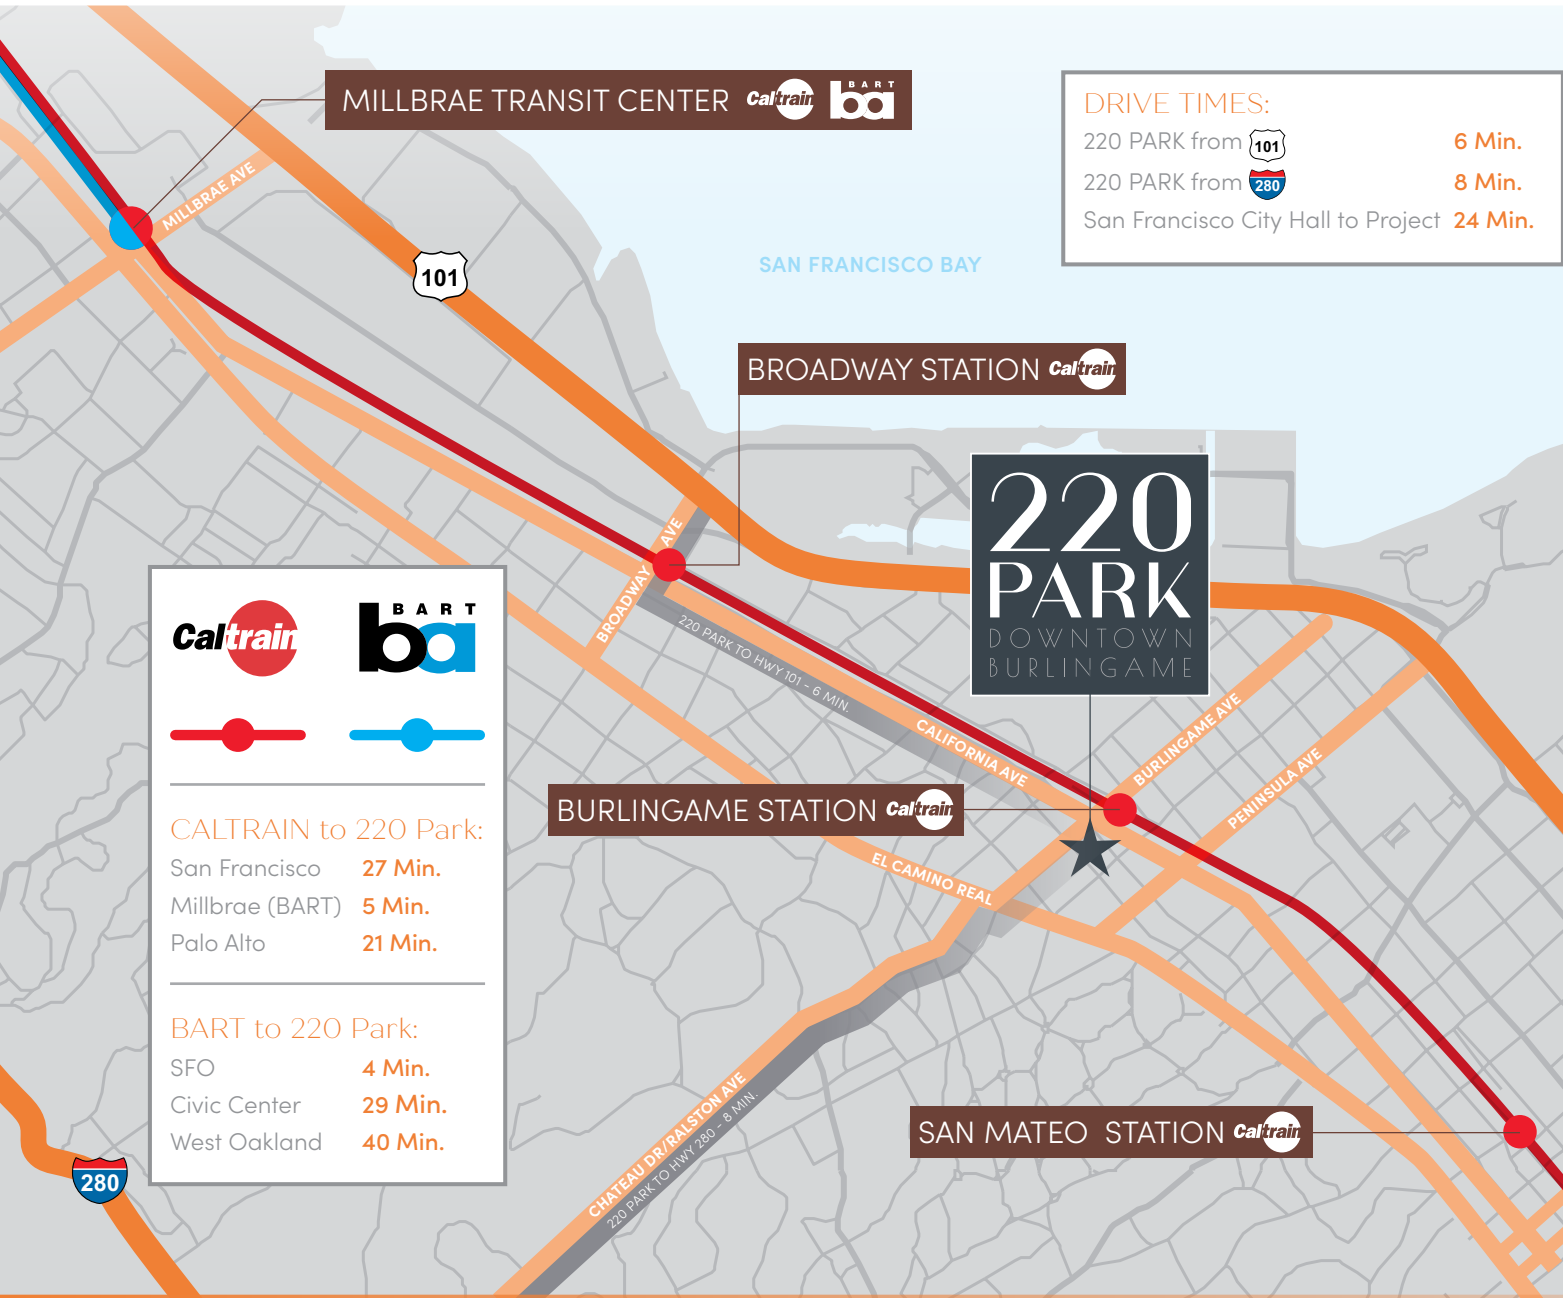 MILLBRAE TRANSIT CENTER Caltrain BART ba
DRIVE TIMES:
220 PARK from 101 6 Min.
220 PARK from 280 8 Min.
San Francisco City Hall to Project 24 Min.
MILLBRAE AVE
101
SAN FRANCISCO BAY
BROADWAY STATION Caltrain
220
PARK
DOWNTOWN
BURLINGAME
BROADWAY AVE
220 PARK TO HWY 101 - 6 MIN.
CALIFORNIA AVE
BURLINGAME AVE
PENINSULA AVE
BURLINGAME STATION Caltrain
EL CAMINO REAL
Caltrain
BART
ba
CALTRAIN to 220 Park:
San Francisco 27 Min.
Millbrae (BART) 5 Min.
Palo Alto 21 Min.
BART to 220 Park:
SFO 4 Min.
Civic Center 29 Min.
West Oakland 40 Min.
280
CHATEAU DR/RALSTON AVE
220 PARK TO HWY 280 - 8 MIN.
SAN MATEO STATION Caltrain